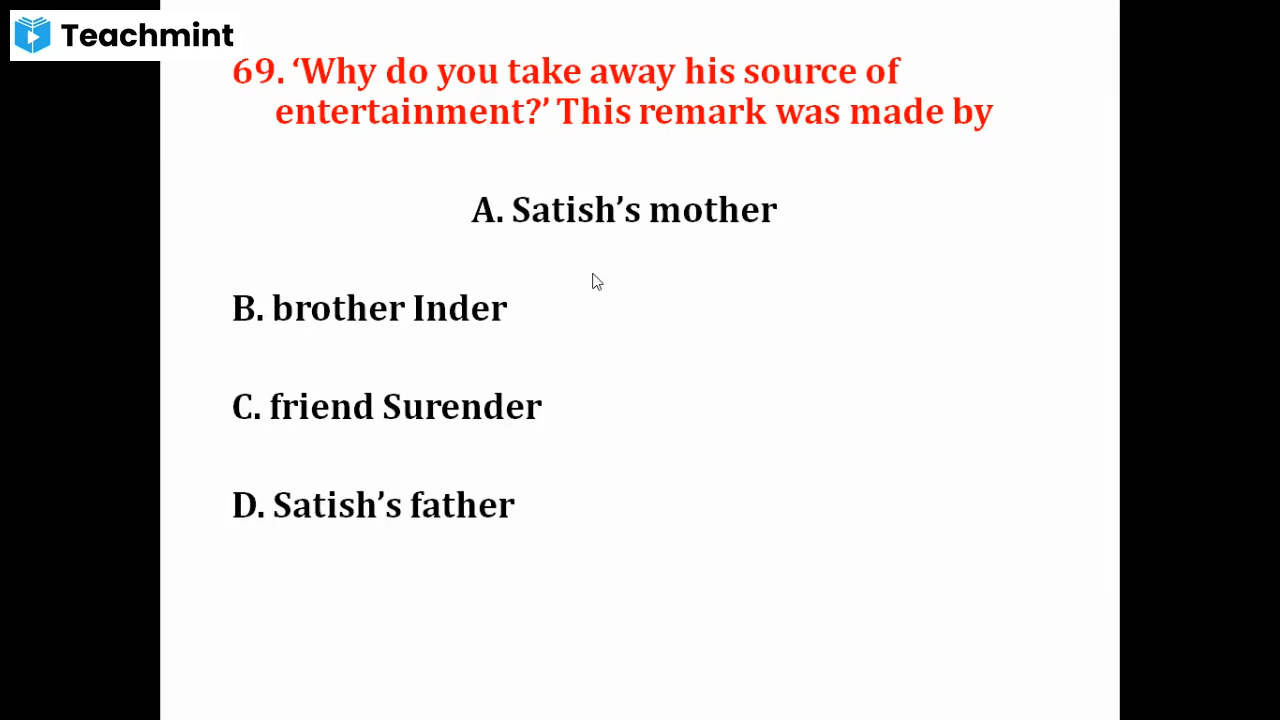 Teachmint
69. ‘Why do you take away his source of
entertainment?’ This remark was made by
A. Satish’s mother
B. brother Inder
C. friend Surender
D. Satish’s father